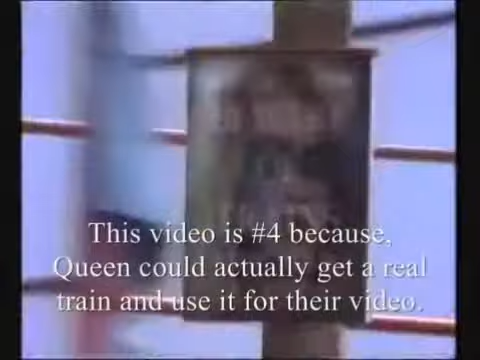 This video is #4 because,
Queen could actually get a real
train and use it for their video.